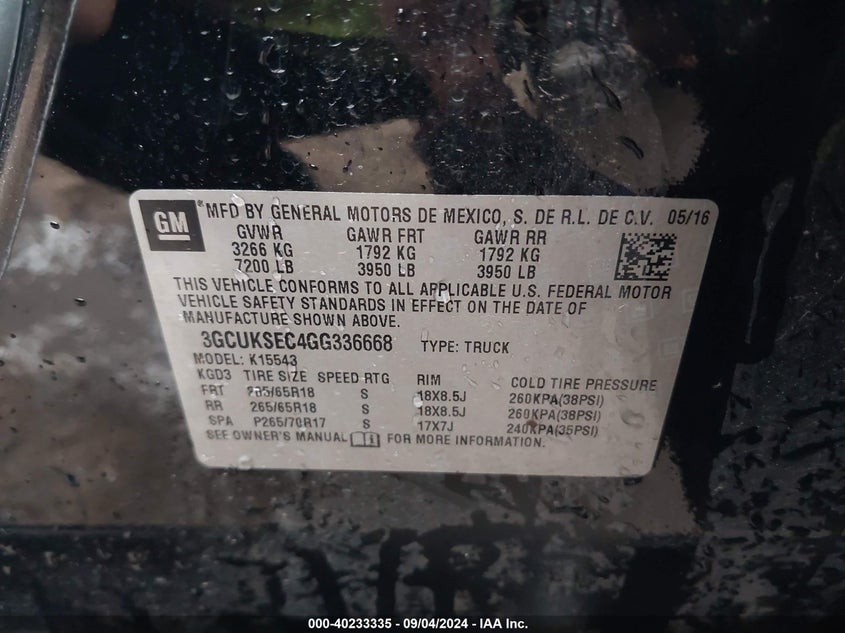 GM ® MFD BY GENERAL MOTORS DE MEXICO, S. DE R.L. DE C.V. 05/16
GVWR GAWR FRT GAWR RR
3266 KG 1792 KG 1792 KG
7200 LB 3950 LB 3950 LB
THIS VEHICLE CONFORMS TO ALL APPLICABLE U.S. FEDERAL MOTOR
VEHICLE SAFETY STANDARDS IN EFFECT ON THE DATE OF
MANUFACTURE SHOWN ABOVE.
3GCUKSEC4GG336668 TYPE: TRUCK
MODEL: K15543
KGD3 TIRE SIZE SPEED RTG RIM COLD TIRE PRESSURE
FRT 265/65R18 S 18X8.5J 260KPA(38PSI)
RR 265/65R18 S 18X8.5J 260KPA(38PSI)
SPA P265/70R17 S 17X7J 240KPA(35PSI)
SEE OWNER'S MANUAL FOR MORE INFORMATION.
000-40233335 - 09/04/2024 - IAA Inc.